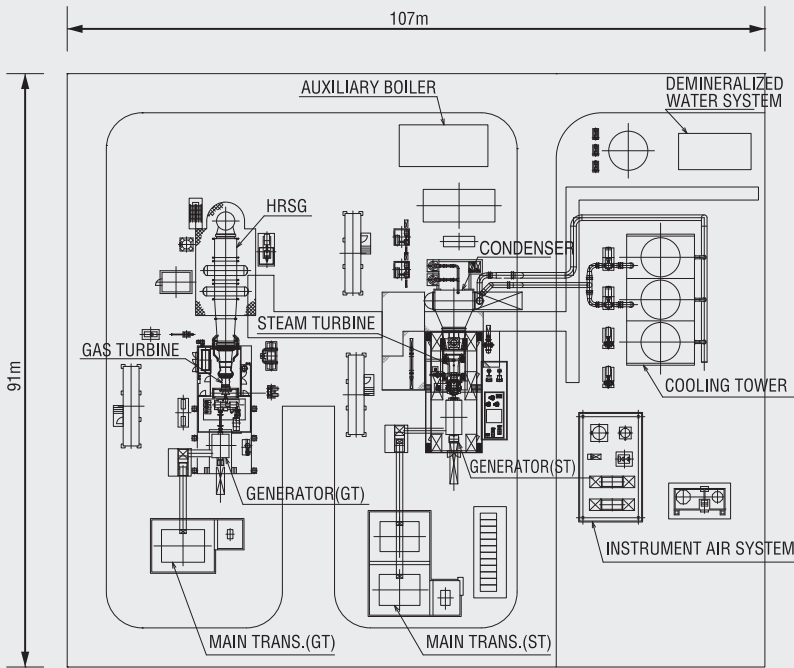 107m
AUXILIARY BOILER
DEMINERALIZED
WATER SYSTEM
HRSG
CONDENSER
STEAM TURBINE
GAS TURBINE
91m
COOLING TOWER
GENERATOR(ST)
GENERATOR(GT)
INSTRUMENT AIR SYSTEM
MAIN TRANS.(GT)
MAIN TRANS.(ST)